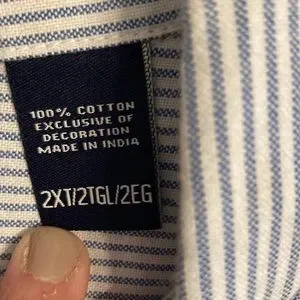 100% COTTON
EXCLUSIVE OF
DECORATION
MADE IN INDIA
2XT/2TGL/2EG